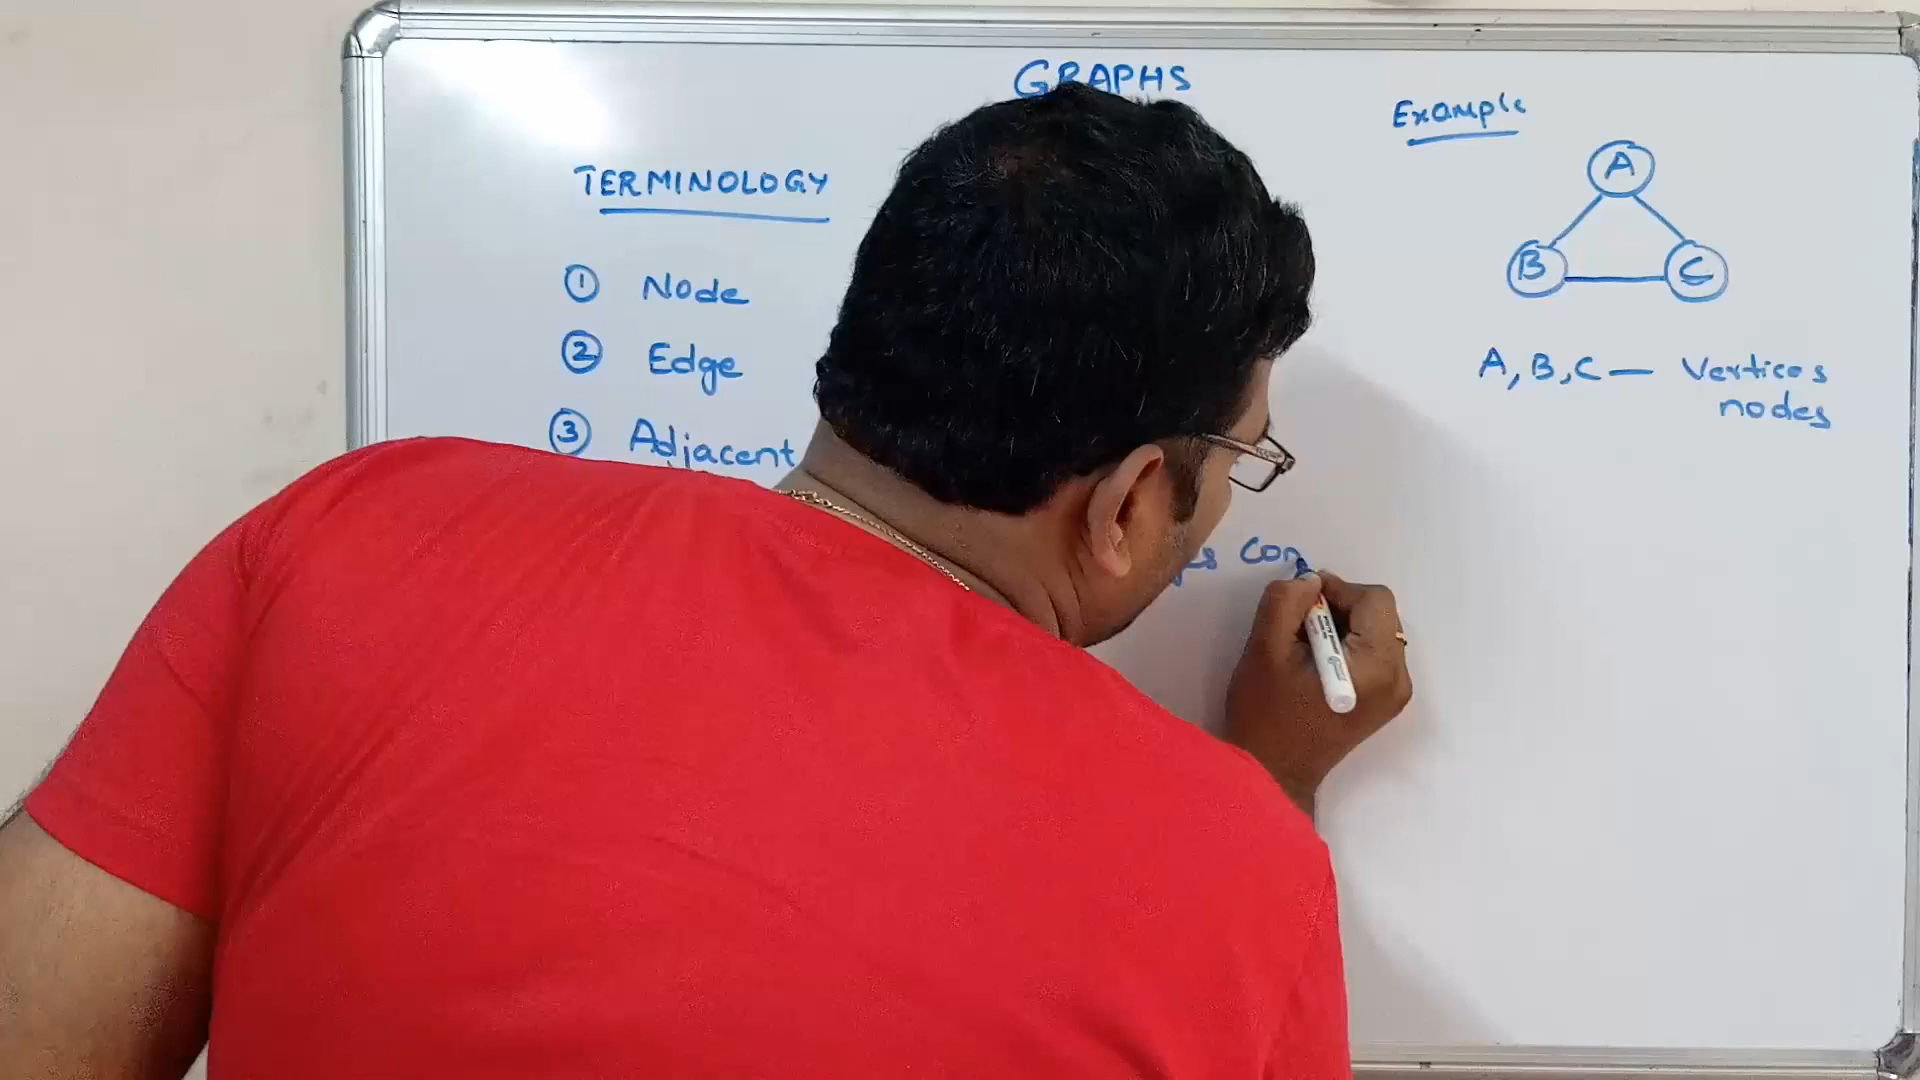 GRAPHS
TERMINOLOGY
1 Node
2 Edge
3 Adjacent
Example
A
B C
A, B, C — Vertices
nodes